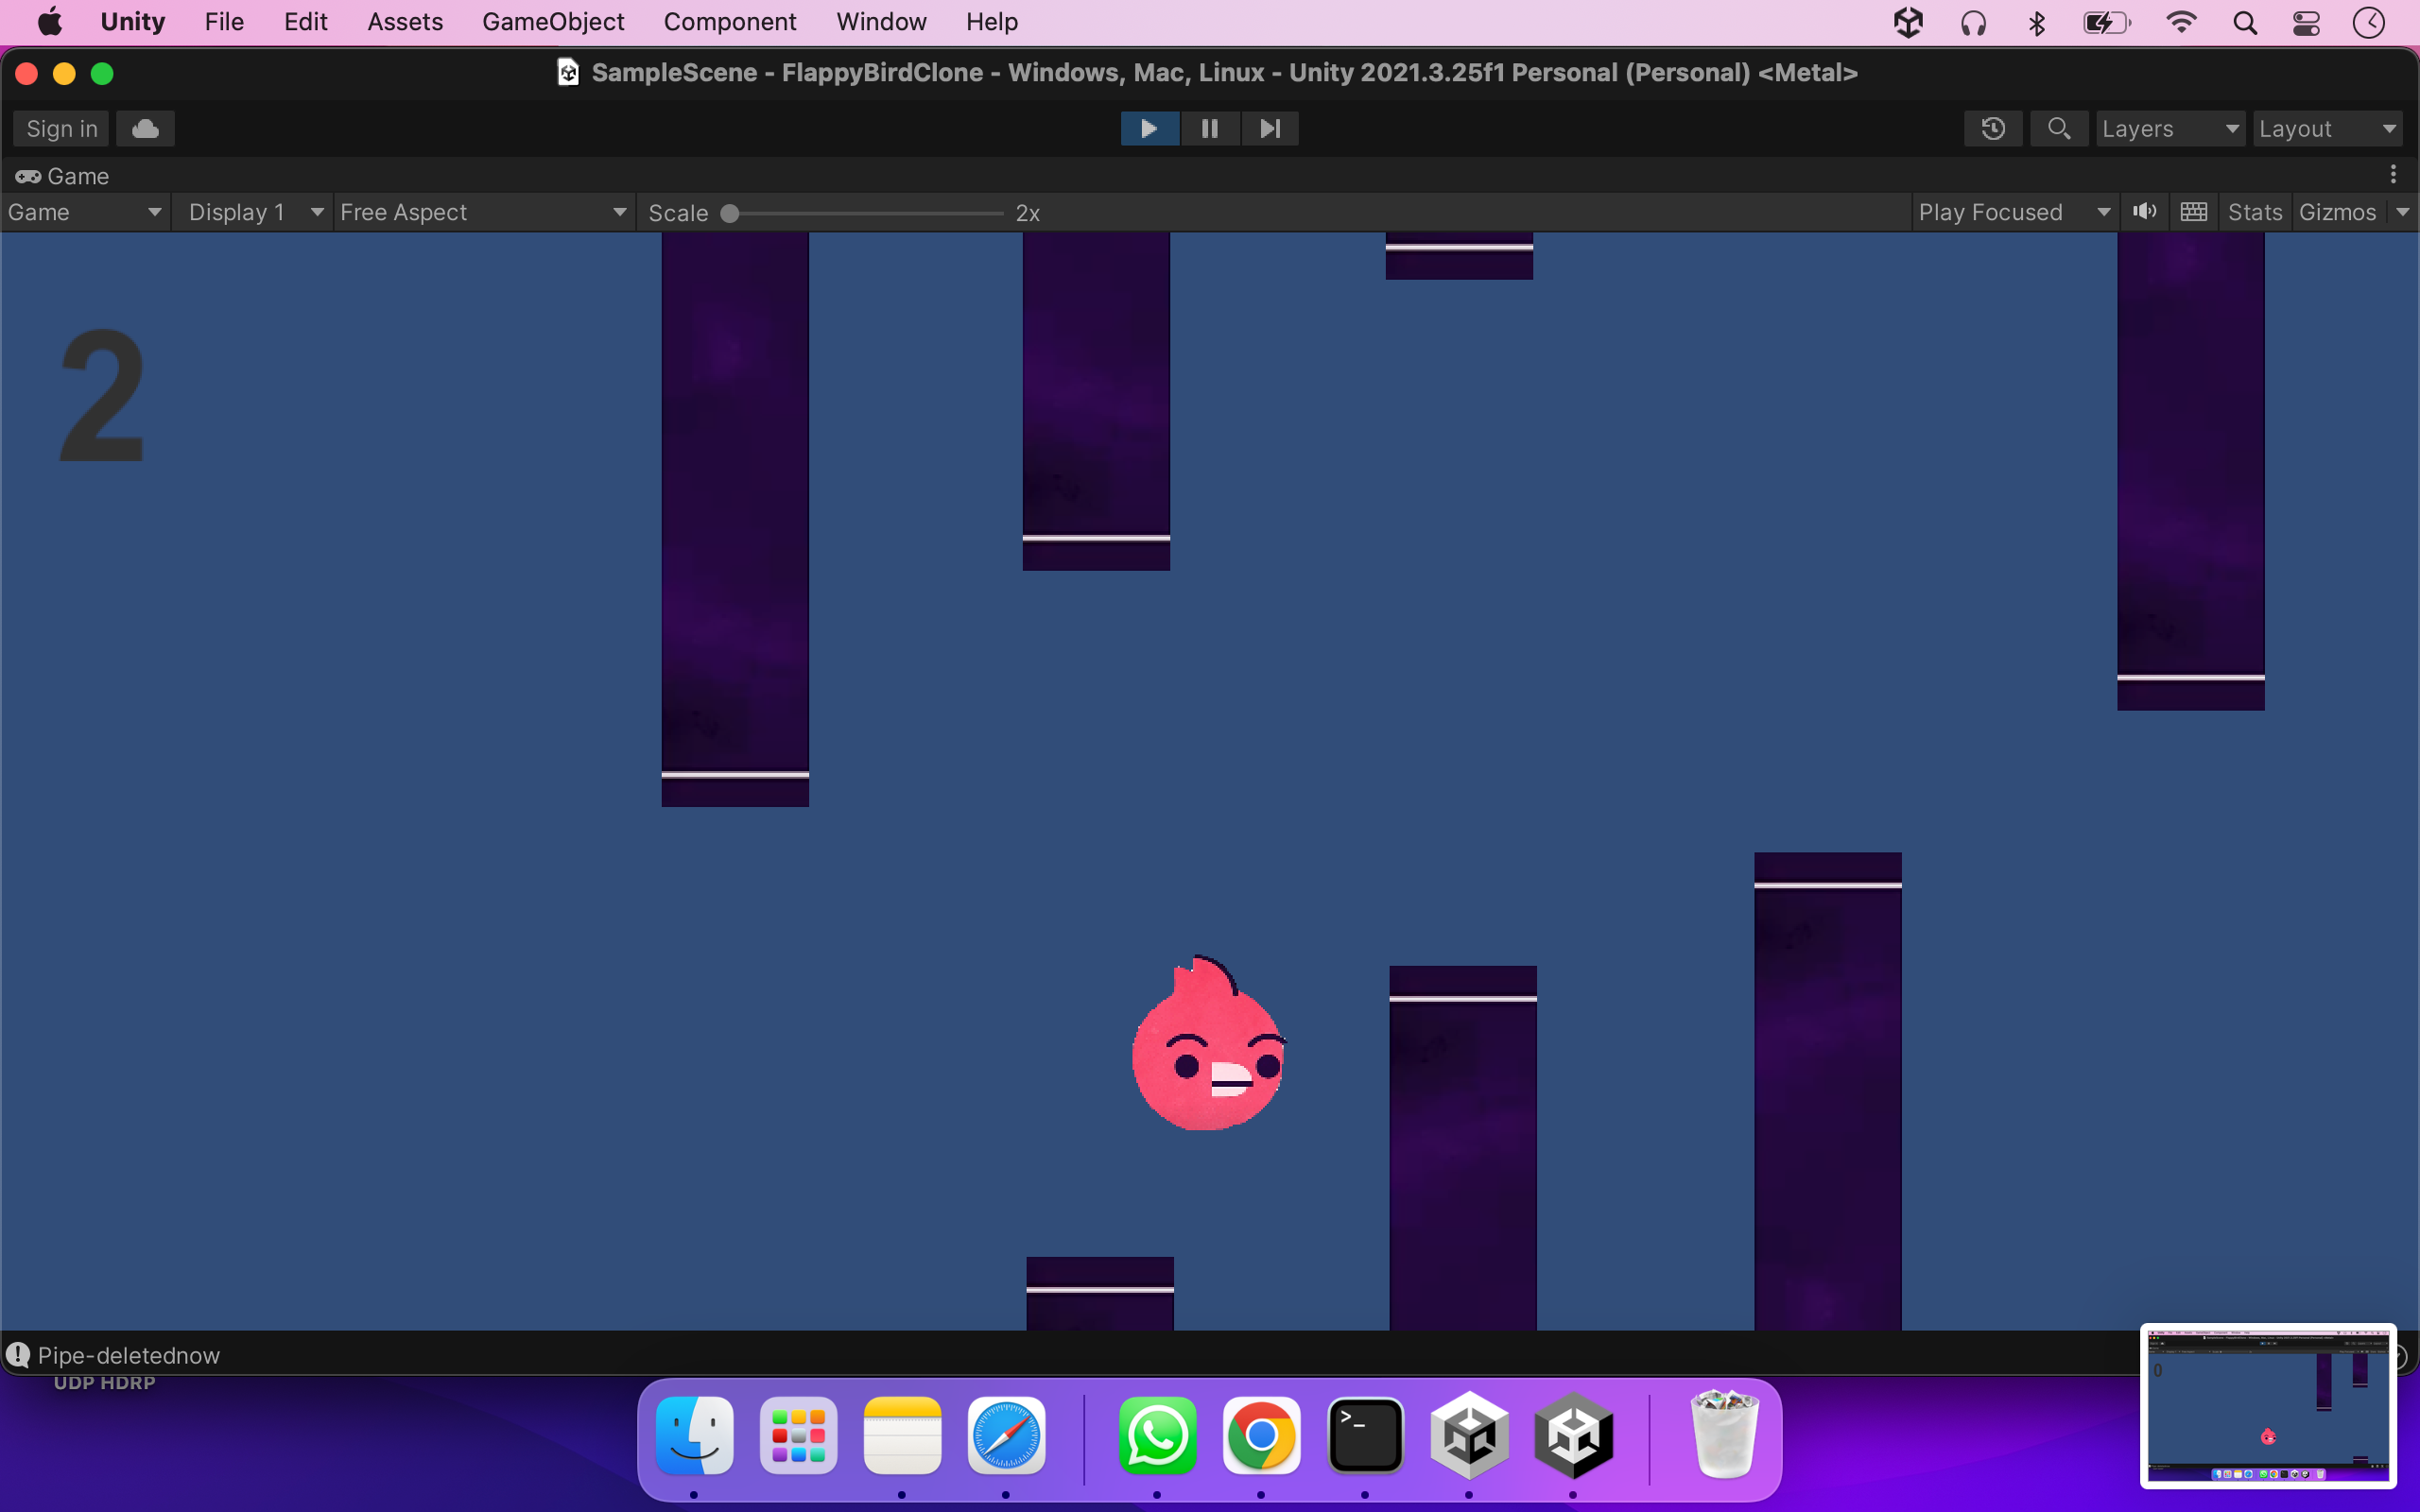 Unity File Edit Assets GameObject Component Window Help
SampleScene - FlappyBirdClone - Windows, Mac, Linux - Unity 2021.3.25f1 Personal (Personal) <Metal>
Sign in
Layers
Layout
Game
Game
Display 1
Free Aspect
Scale
2x
Play Focused
Stats
Gizmos
2
Pipe-deletednow
UDP HDRP
0
>_